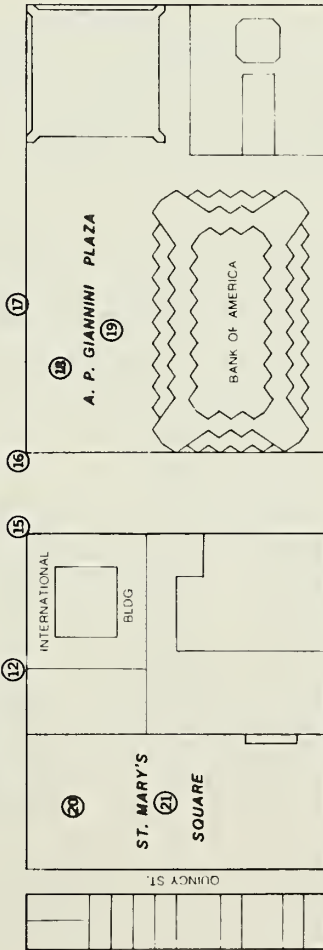 17
18
A. P. GIANNINI PLAZA
19
BANK OF AMERICA
16
15
INTERNATIONAL
BLDG
12
20
ST. MARY'S
21
SQUARE
QUINCY ST.